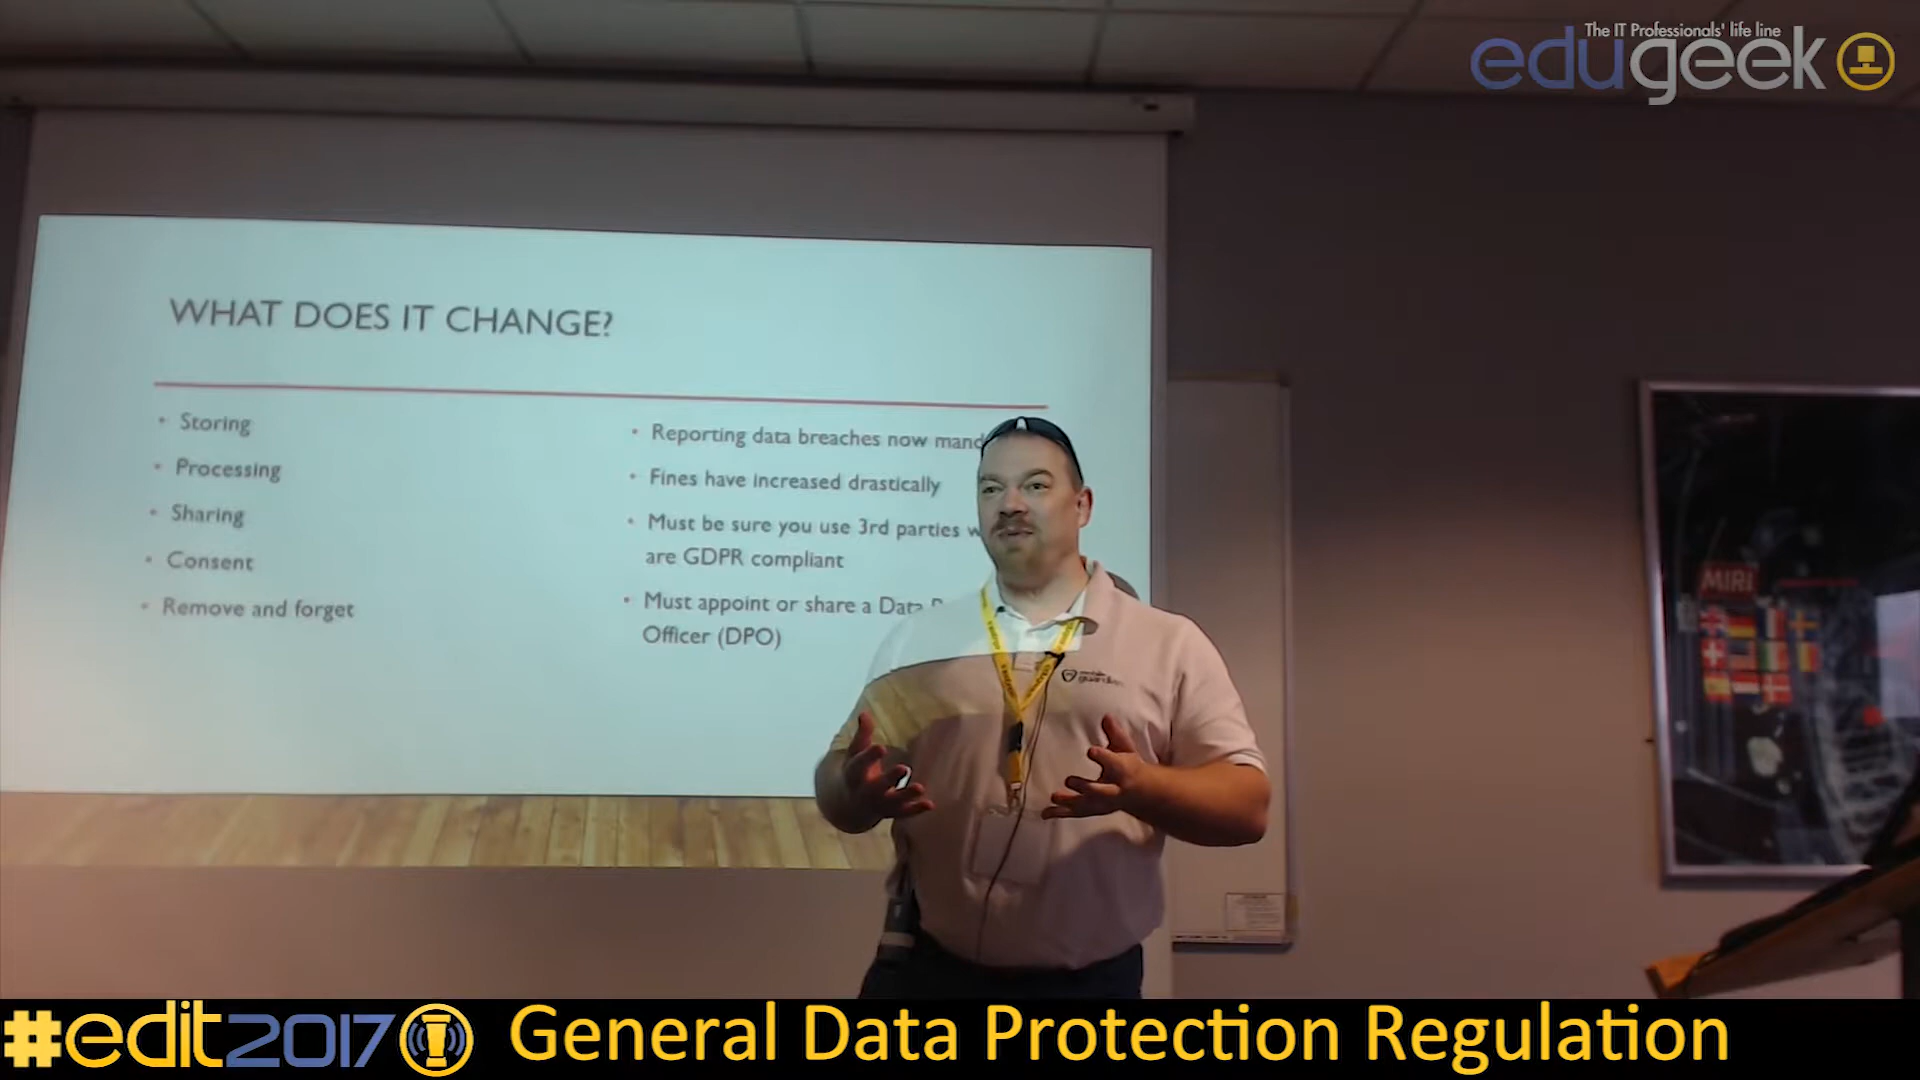 The IT Professionals' life line
edugeek
WHAT DOES IT CHANGE?
• Storing
• Processing
• Sharing
• Consent
• Remove and forget
• Reporting data breaches now
• Fines have increased drastically
• Must be sure you use 3rd parties
are GDPR compliant
• Must appoint or share a Data
Officer (DPO)
MIRI
#edit2017 General Data Protection Regulation